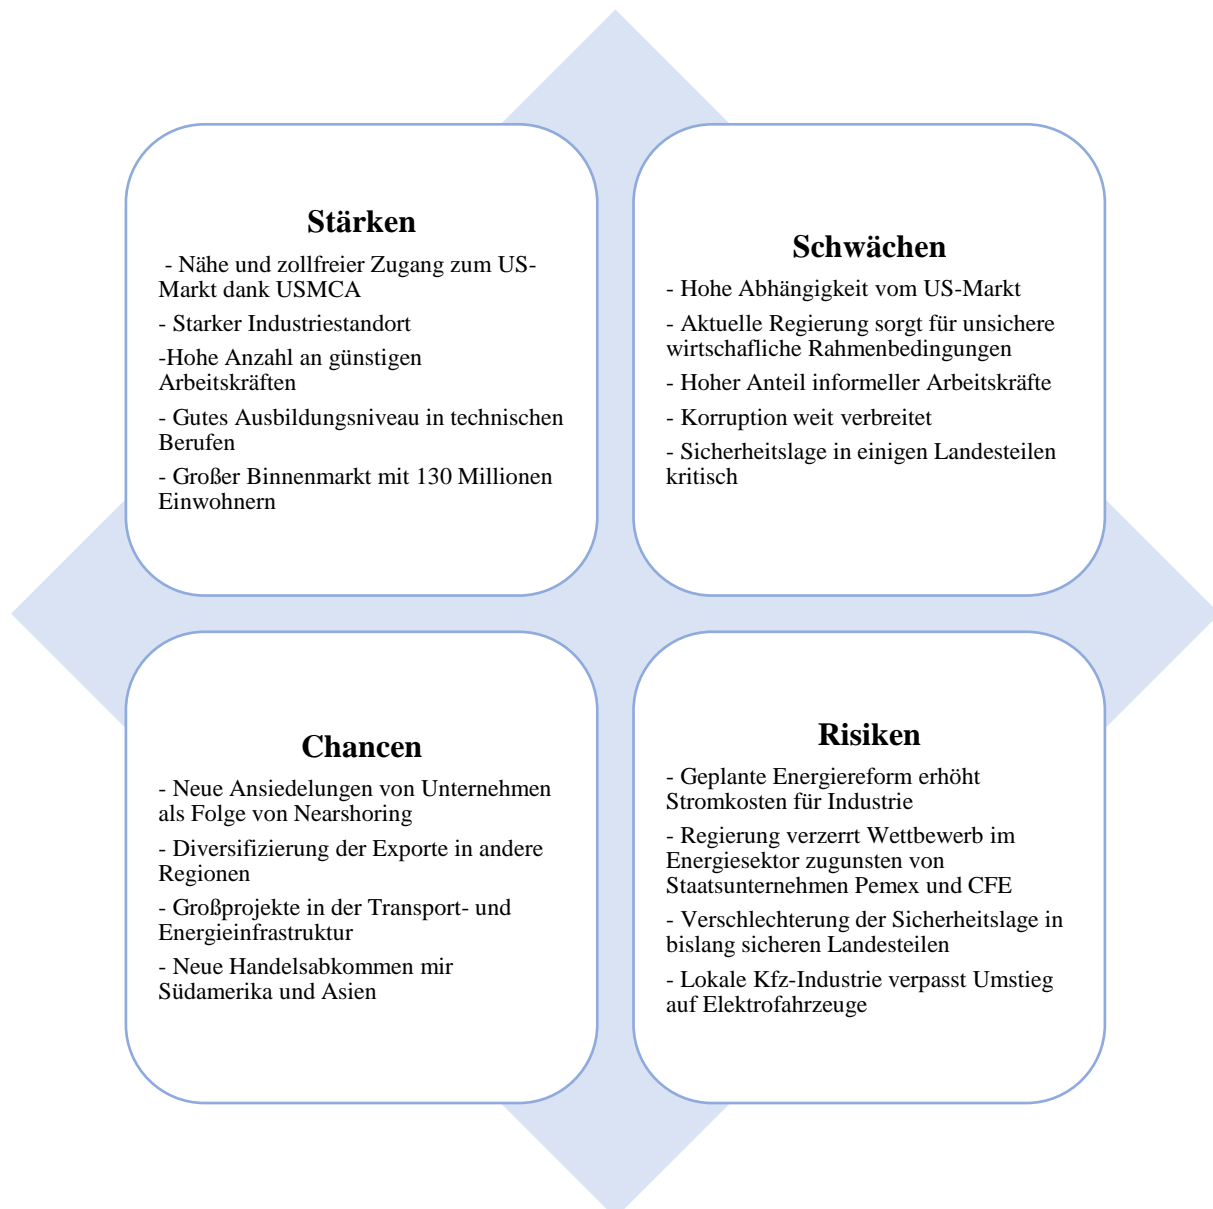 Stärken
- Nähe und zollfreier Zugang zum US-
Markt dank USMCA
- Starker Industriestandort
-Hohe Anzahl an günstigen
Arbeitskräften
- Gutes Ausbildungsniveau in technischen
Berufen
- Großer Binnenmarkt mit 130 Millionen
Einwohnern
Schwächen
- Hohe Abhängigkeit vom US-Markt
- Aktuelle Regierung sorgt für unsichere
wirtschafliche Rahmenbedingungen
- Hoher Anteil informeller Arbeitskräfte
- Korruption weit verbreitet
- Sicherheitslage in einigen Landesteilen
kritisch
Chancen
- Neue Ansiedelungen von Unternehmen
als Folge von Nearshoring
- Diversifizierung der Exporte in andere
Regionen
- Großprojekte in der Transport- und
Energieinfrastruktur
- Neue Handelsabkommen mir
Südamerika und Asien
Risiken
- Geplante Energiereform erhöht
Stromkosten für Industrie
- Regierung verzerrt Wettbewerb im
Energiesektor zugunsten von
Staatsunternehmen Pemex und CFE
- Verschlechterung der Sicherheitslage in
bislang sicheren Landesteilen
- Lokale Kfz-Industrie verpasst Umstieg
auf Elektrofahrzeuge